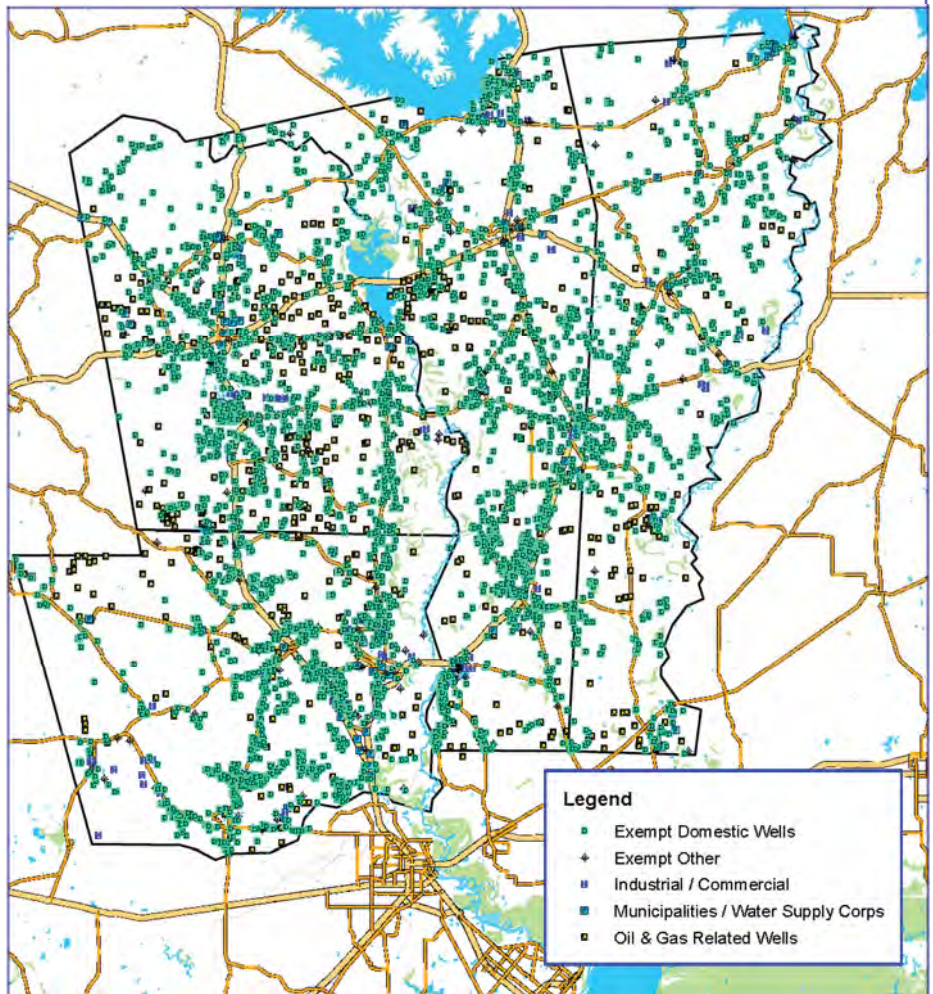 Legend
Exempt Domestic Wells
Exempt Other
Industrial / Commercial
Municipalities / Water Supply Corps
Oil & Gas Related Wells